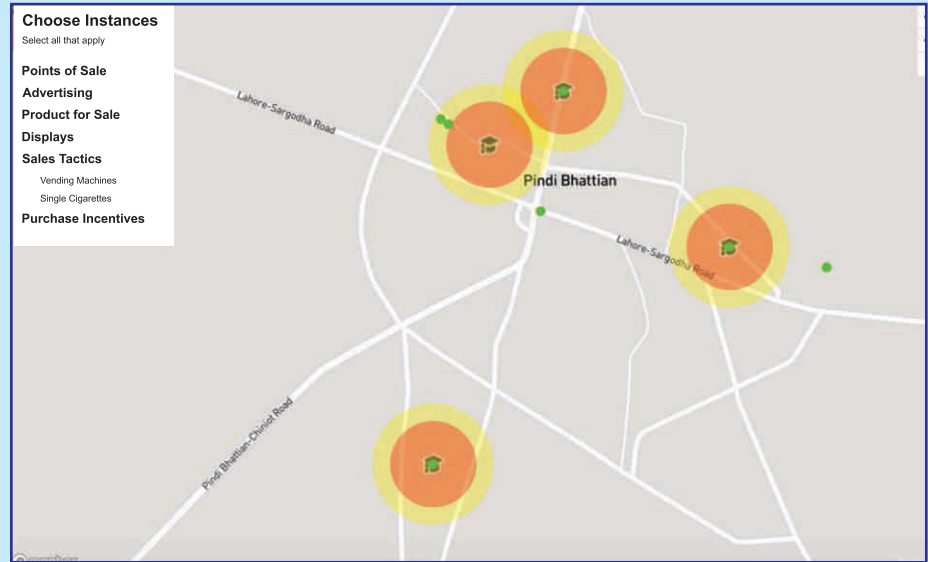 Choose Instances
Select all that apply
Points of Sale
Advertising
Product for Sale
Displays
Sales Tactics
Vending Machines
Single Cigarettes
Purchase Incentives
Lahore-Sargodha Road
Pindi Bhattian
Lahore-Sargodha Road
Pindi Bhattian-Chiniot Road